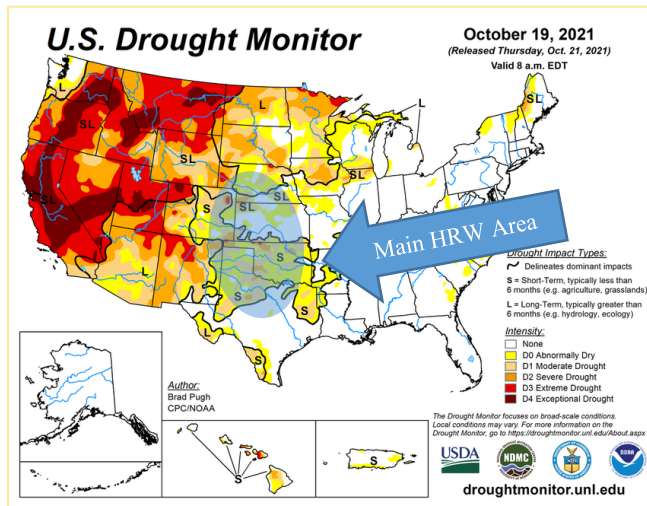 U.S. Drought Monitor
October 19, 2021
(Released Thursday, Oct. 21, 2021)
Valid 8 a.m. EDT
L
L
L
SL
SL
SL
SL
SL
SL
S
SL
S
L
S
S
L
S
Main HRW Area
Drought Impact Types:
Delineates dominant impacts
S = Short-Term, typically less than
6 months (e.g. agriculture, grasslands)
L = Long-Term, typically greater than
6 months (e.g. hydrology, ecology)
Intensity:
None
D0 Abnormally Dry
D1 Moderate Drought
D2 Severe Drought
D3 Extreme Drought
D4 Exceptional Drought
Author:
Brad Pugh
CPC/NOAA
S
S
The Drought Monitor focuses on broad-scale conditions.
Local conditions may vary. For more information on the
Drought Monitor, go to https://droughtmonitor.unl.edu/About.aspx
USDA
NDMC
NOAA
droughtmonitor.unl.edu